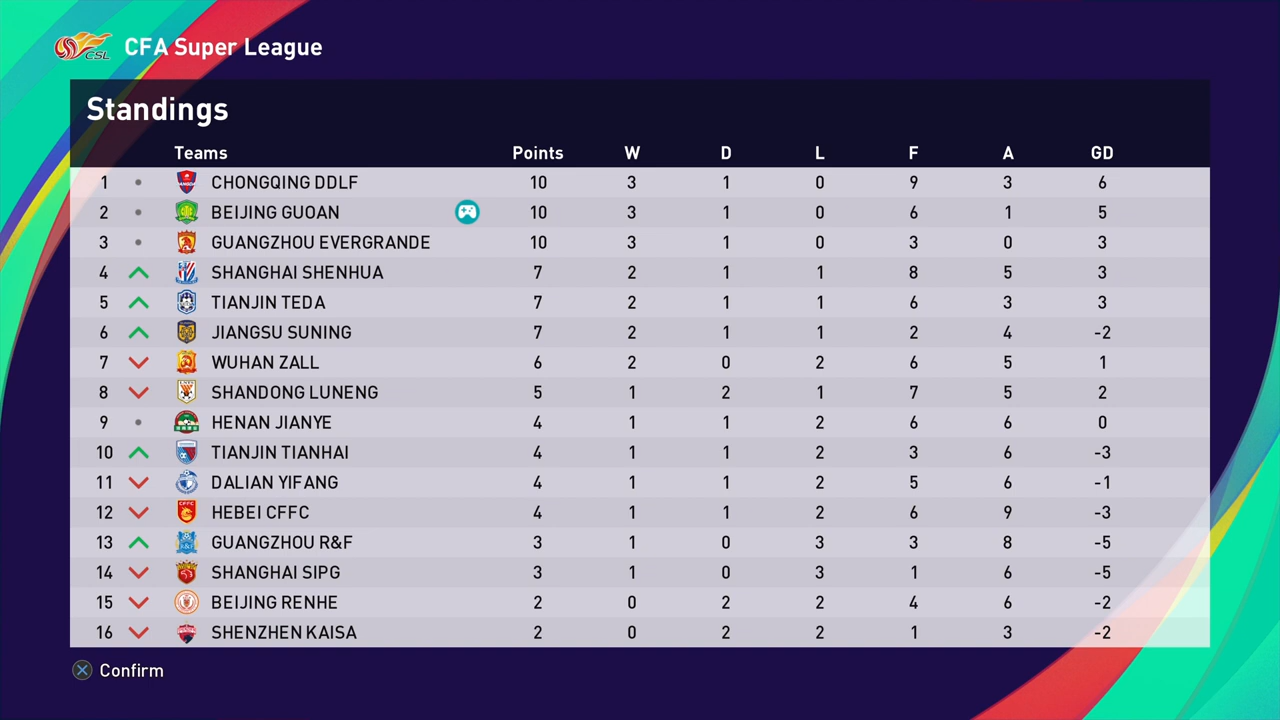 CSL CFA Super League
Standings
Teams Points W D L F A GD
1 CHONGQING DDLF 10 3 1 0 9 3 6
2 BEIJING GUOAN 10 3 1 0 6 1 5
3 GUANGZHOU EVERGRANDE 10 3 1 0 3 0 3
4 SHANGHAI SHENHUA 7 2 1 1 8 5 3
5 TIANJIN TEDA 7 2 1 1 6 3 3
6 JIANGSU SUNING 7 2 1 1 2 4 -2
7 WUHAN ZALL 6 2 0 2 6 5 1
8 SHANDONG LUNENG 5 1 2 1 7 5 2
9 HENAN JIANYE 4 1 1 2 6 6 0
10 TIANJIN TIANHAI 4 1 1 2 3 6 -3
11 DALIAN YIFANG 4 1 1 2 5 6 -1
12 HEBEI CFFC 4 1 1 2 6 9 -3
13 GUANGZHOU R&F 3 1 0 3 3 8 -5
14 SHANGHAI SIPG 3 1 0 3 1 6 -5
15 BEIJING RENHE 2 0 2 2 4 6 -2
16 SHENZHEN KAISA 2 0 2 2 1 3 -2
Confirm